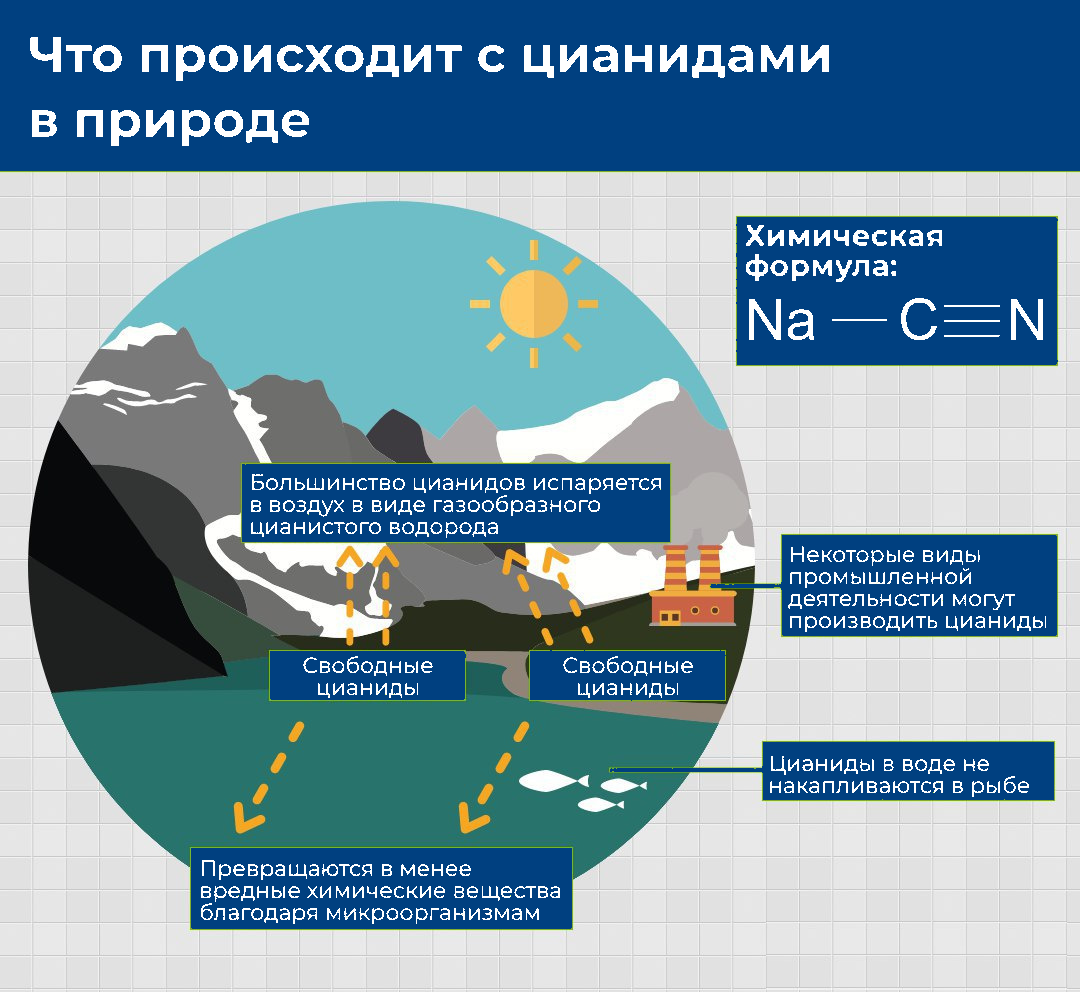 Что происходит с цианидами
в природе
Химическая
формула:
Na — C≡N
Большинство цианидов испаряется
в воздух в виде газообразного
цианистого водорода
Некоторые виды
промышленной
деятельности могут
производить цианиды
Свободные
цианиды
Свободные
цианиды
Цианиды в воде не
накапливаются в рыбе
Превращаются в менее
вредные химические вещества
благодаря микроорганизмам